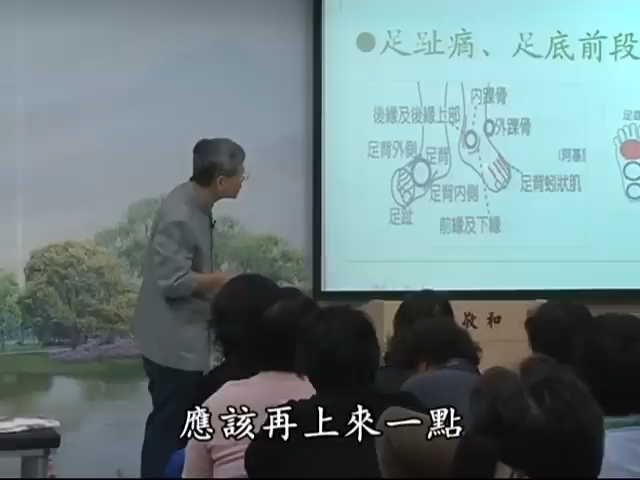 ●足趾痛、足底前段
內踝骨
後緣及後緣上部
外踝骨
足背外側
足背
(阿基
足背蚓狀肌
足背內側
足趾
前緣及下緣
敬和
應該再上來一點